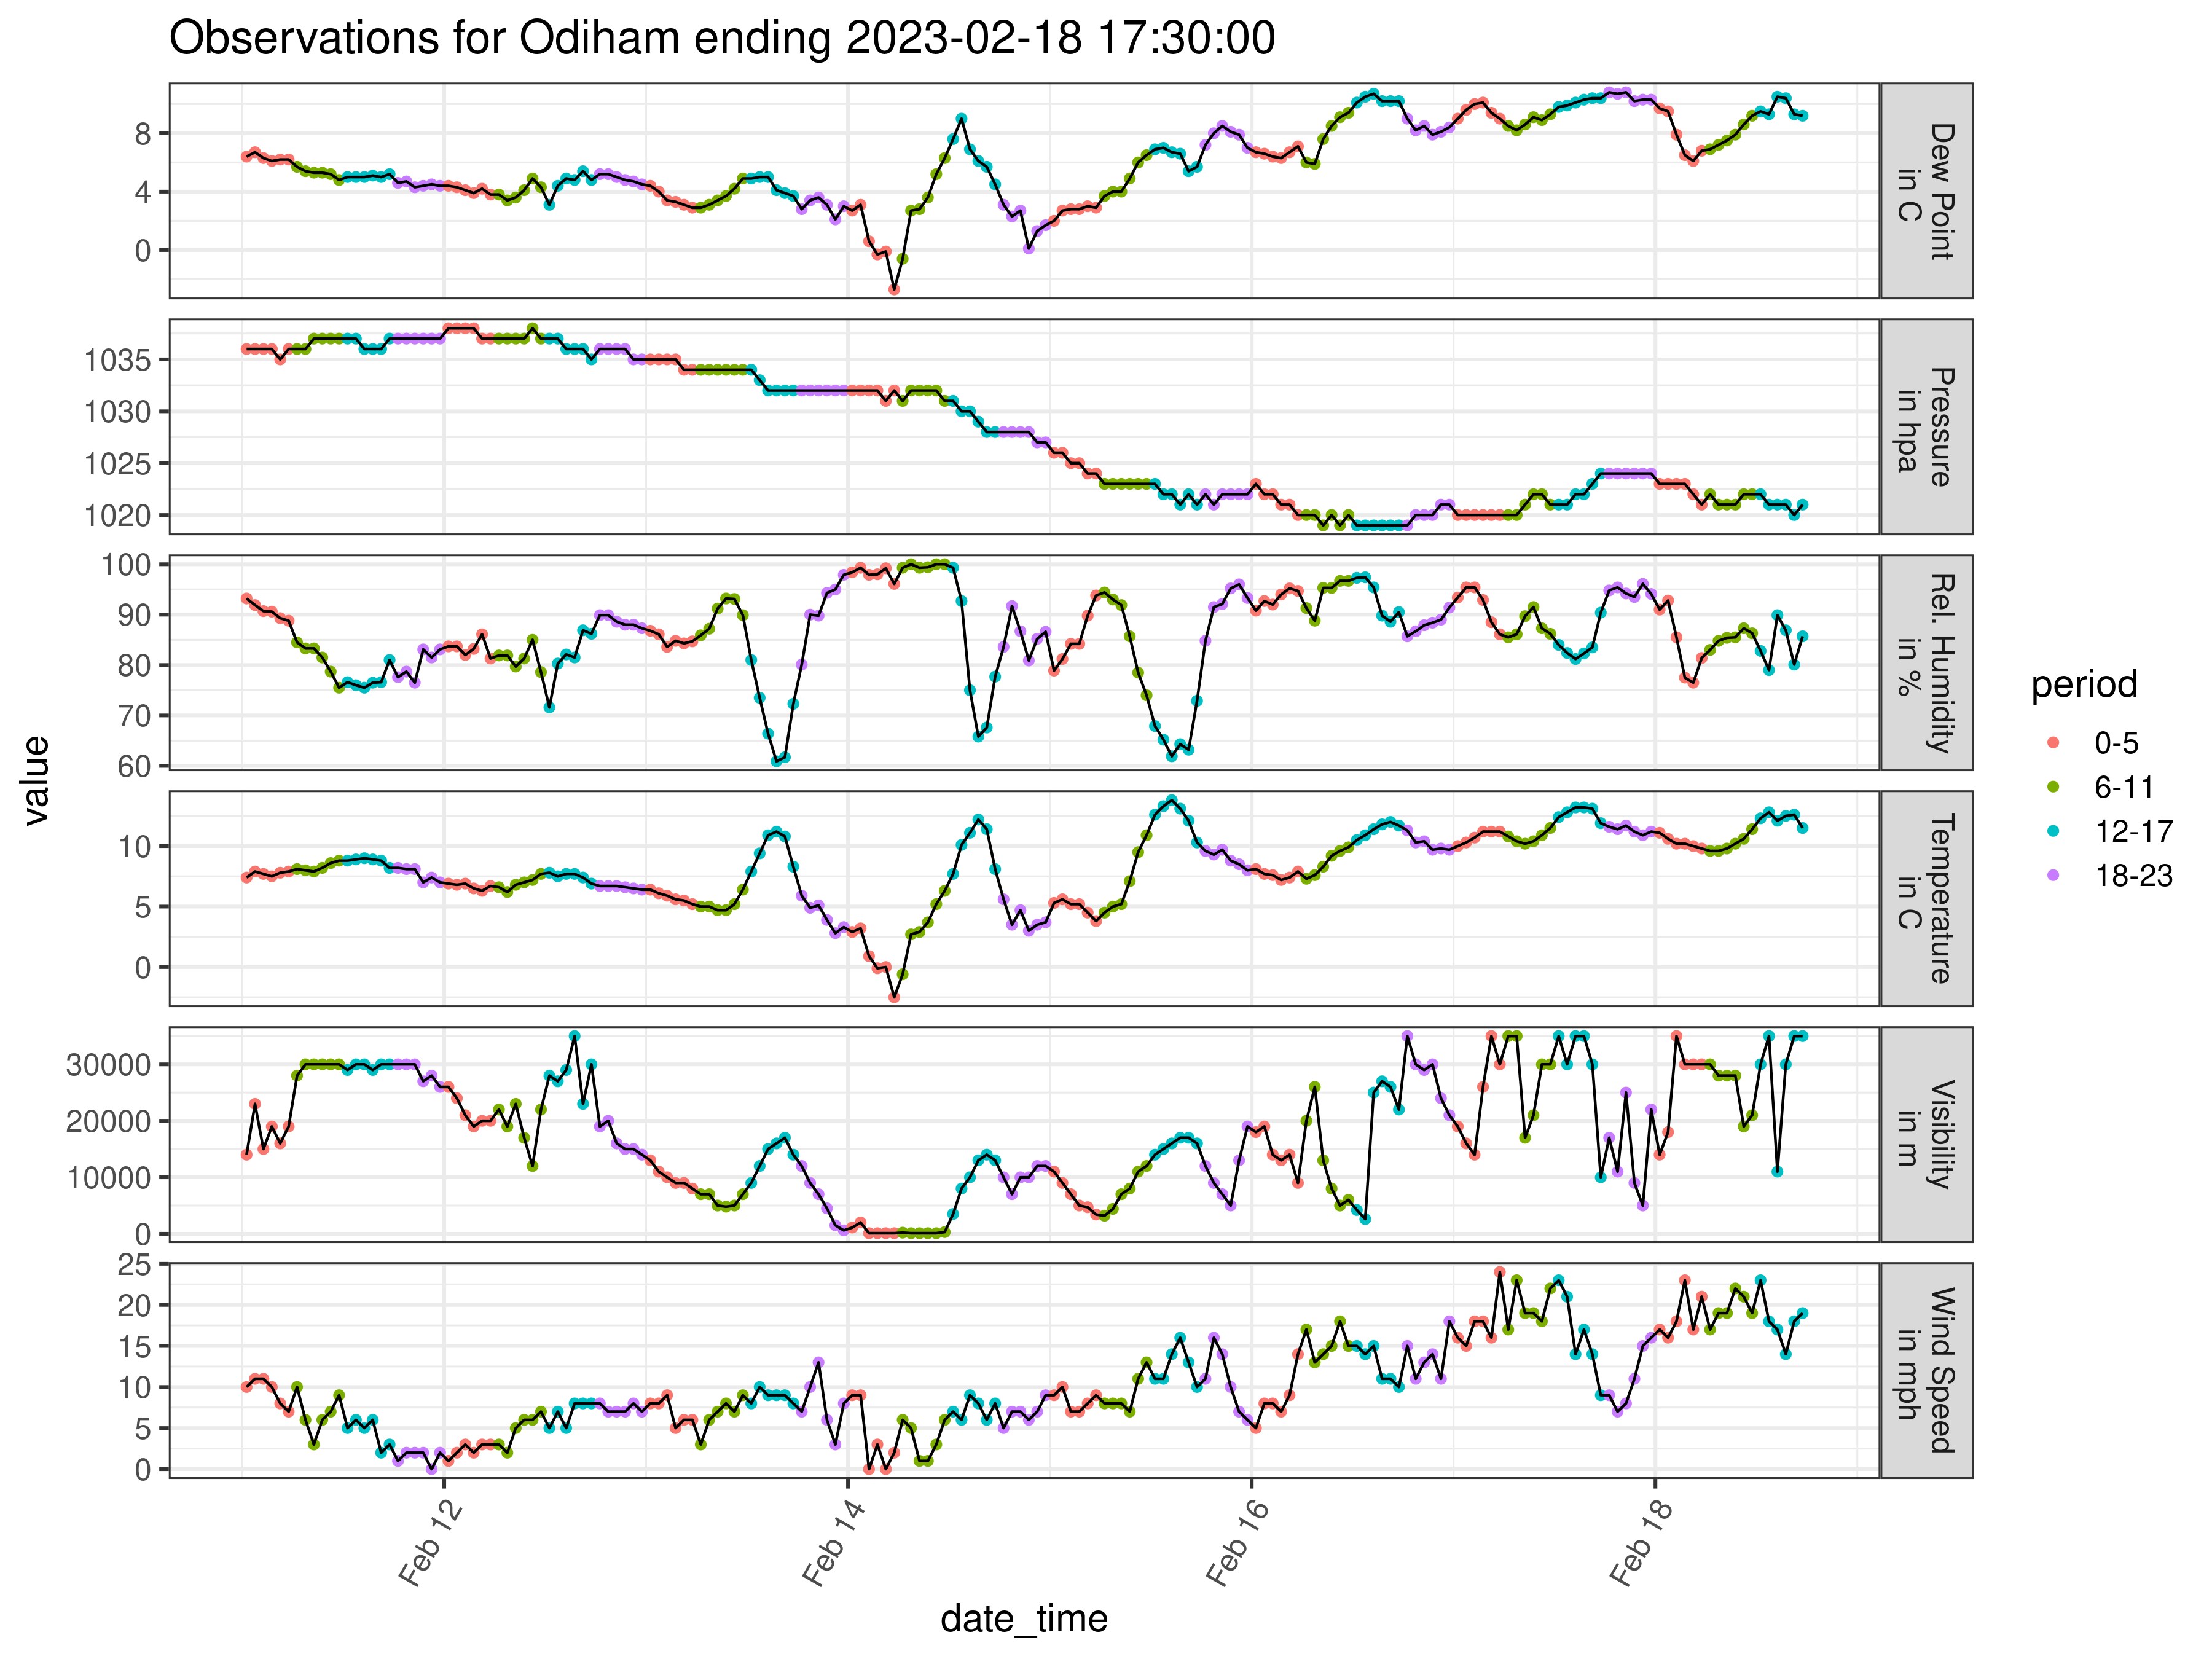 Observations for Odiham ending 2023-02-18 17:30:00
8
4
0
Dew Point
in C
1035
1030
1025
1020
Pressure
in hpa
100
90
80
70
60
Rel. Humidity
in %
10
5
0
Temperature
in C
30000
20000
10000
0
Visibility
in m
25
20
15
10
5
0
Wind Speed
in mph
value
Feb 12
Feb 14
Feb 16
Feb 18
date_time
period
0-5
6-11
12-17
18-23